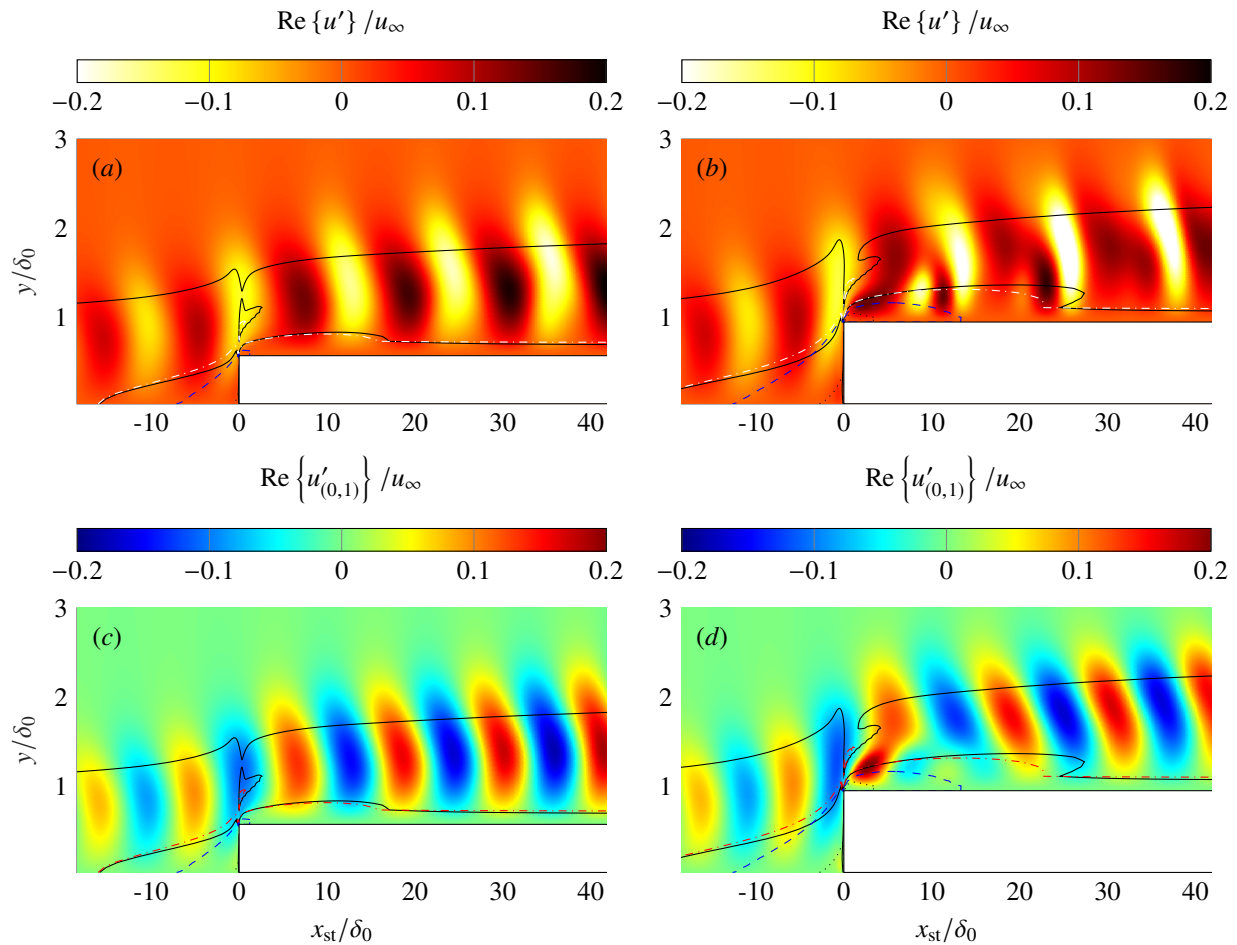 Re {u′} /u∞ Re {u′} /u∞
−0.2 −0.1 0 0.1 0.2 −0.2 −0.1 0 0.1 0.2
3 3
(a) (b)
2 2
y/δ0
1 1
-10 0 10 20 30 40 -10 0 10 20 30 40
Re {u′(0,1)} /u∞ Re {u′(0,1)} /u∞
−0.2 −0.1 0 0.1 0.2 −0.2 −0.1 0 0.1 0.2
3 3
(c) (d)
2 2
y/δ0
1 1
-10 0 10 20 30 40 -10 0 10 20 30 40
xst/δ0 xst/δ0